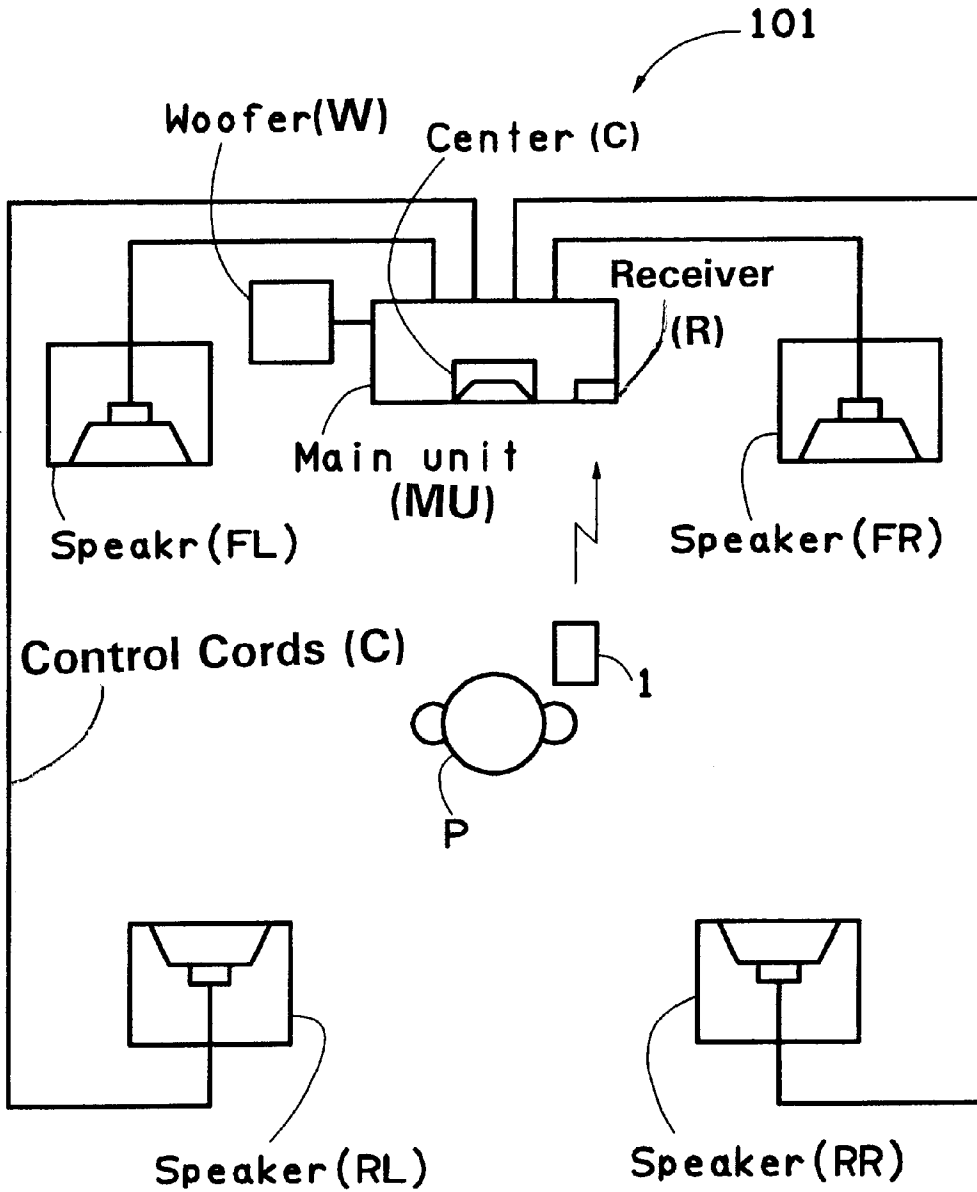 101
Woofer(W)
Center (C)
Receiver
(R)
Main unit
(MU)
Speakr(FL)
Speaker(FR)
Control Cords (C)
1
P
Speaker(RL)
Speaker(RR)